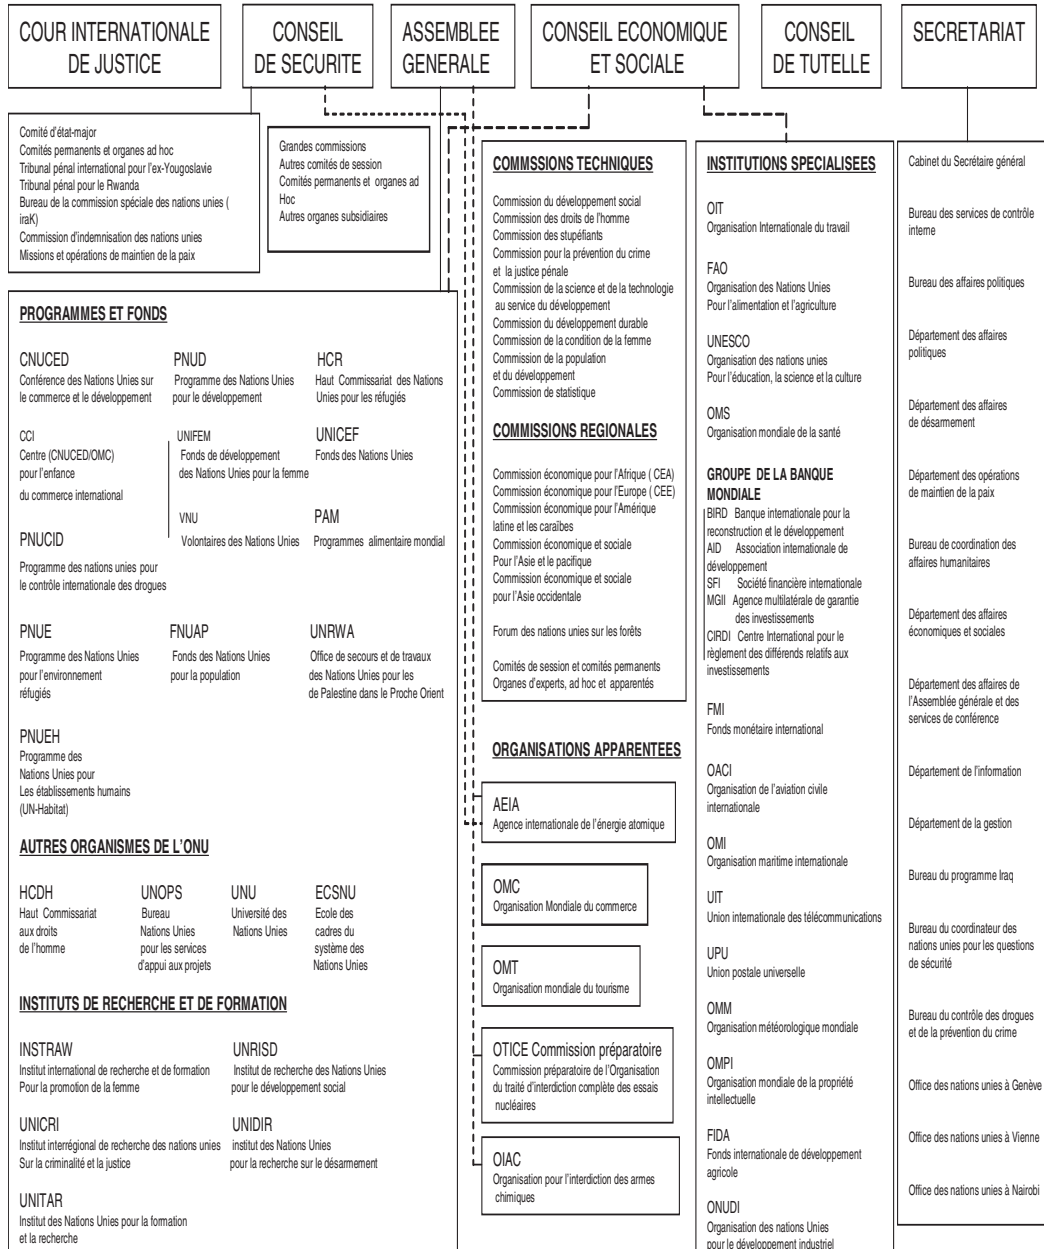 COUR INTERNATIONALE
DE JUSTICE
CONSEIL
DE SECURITE
ASSEMBLEE
GENERALE
CONSEIL ECONOMIQUE
ET SOCIALE
CONSEIL
DE TUTELLE
SECRETARIAT
Comité d'état-major
Comités permanents et organes ad hoc
Tribunal pénal international pour l'ex-Yougoslavie
Tribunal pénal pour le Rwanda
Bureau de la commission spéciale des nations unies (
iraK)
Commission d'indemnisation des nations unies
Missions et opérations de maintien de la paix
Grandes commissions
Autres comités de session
Comités permanents et organes ad
Hoc
Autres organes subsidiaires
PROGRAMMES ET FONDS
CNUCED
Conférence des Nations Unies sur
le commerce et le développement
PNUD
Programme des Nations Unies
pour le développement
HCR
Haut Commissariat des Nations
Unies pour les réfugiés
CCI
Centre (CNUCED/OMC)
pour l'enfance
du commerce international
UNIFEM
Fonds de développement
des Nations Unies pour la femme
UNICEF
Fonds des Nations Unies
VNU
Volontaires des Nations Unies
PAM
Programmes alimentaire mondial
PNUCID
Programme des nations unies pour
le contrôle internationale des drogues
PNUE
Programme des Nations Unies
pour l'environnement
réfugiés
FNUAP
Fonds des Nations Unies
pour la population
UNRWA
Office de secours et de travaux
des Nations Unies pour les
de Palestine dans le Proche Orient
PNUEH
Programme des
Nations Unies pour
Les établissements humains
(UN-Habitat)
AUTRES ORGANISMES DE L'ONU
HCDH
Haut Commissariat
aux droits
de l'homme
UNOPS
Bureau
Nations Unies
pour les services
d'appui aux projets
UNU
Université des
Nations Unies
ECSNU
Ecole des
cadres du
système des
Nations Unies
INSTITUTS DE RECHERCHE ET DE FORMATION
INSTRAW
Institut international de recherche et de formation
Pour la promotion de la femme
UNRISD
Institut de recherche des Nations Unies
pour le développement social
UNICRI
Institut interrégional de recherche des nations unies
Sur la criminalité et la justice
UNIDIR
institut des Nations Unies
pour la recherche sur le désarmement
UNITAR
Institut des Nations Unies pour la formation
et la recherche
COMMSSIONS TECHNIQUES
Commission du développement social
Commission des droits de l'homme
Commission des stupéfiants
Commission pour la prévention du crime
et la justice pénale
Commission de la science et de la technologie
au service du développement
Commission du développement durable
Commission de la condition de la femme
Commission de la population
et du développement
Commission de statistique
COMMISSIONS REGIONALES
Commission économique pour l'Afrique ( CEA)
Commission économique pour l'Europe ( CEE)
Commission économique pour l'Amérique
latine et les caraïbes
Commission économique et sociale
Pour l'Asie et le pacifique
Commission économique et sociale
pour l'Asie occidentale
Forum des nations unies sur les forêts
Comités de session et comités permanents
Organes d'experts, ad hoc et apparentés
ORGANISATIONS APPARENTEES
AEIA
Agence internationale de l'énergie atomique
OMC
Organisation Mondiale du commerce
OMT
Organisation mondiale du tourisme
OTICE Commission préparatoire
Commission préparatoire de l'Organisation
du traité d'interdiction complète des essais
nucléaires
OIAC
Organisation pour l'interdiction des armes
chimiques
INSTITUTIONS SPECIALISEES
OIT
Organisation Internationale du travail
FAO
Organisation des Nations Unies
Pour l'alimentation et l'agriculture
UNESCO
Organisation des nations unies
Pour l'éducation, la science et la culture
OMS
Organisation mondiale de la santé
GROUPE DE LA BANQUE
MONDIALE
BIRD Banque internationale pour la
reconstruction et le développement
AID Association internationale de
développement
SFI Société financière internationale
MGII Agence multilatérale de garantie
des investissements
CIRDI Centre International pour le
règlement des différends relatifs aux
investissements
FMI
Fonds monétaire international
OACI
Organisation de l'aviation civile
internationale
OMI
Organisation maritime internationale
UIT
Union internationale des télécommunications
UPU
Union postale universelle
OMM
Organisation météorologique mondiale
OMPI
Organisation mondiale de la propriété
intellectuelle
FIDA
Fonds internationale de développement
agricole
ONUDI
Organisation des nations Unies
pour le développement industriel
Cabinet du Secrétaire général
Bureau des services de contrôle
interne
Bureau des affaires politiques
Département des affaires
politiques
Département des affaires
de désarmement
Département des opérations
de maintien de la paix
Bureau de coordination des
affaires humanitaires
Département des affaires
économiques et sociales
Département des affaires de
l'Assemblée générale et des
services de conférence
Département de l'information
Département de la gestion
Bureau du programme Iraq
Bureau du coordinateur des
nations unies pour les questions
de sécurité
Bureau du contrôle des drogues
et de la prévention du crime
Office des nations unies à Genève
Office des nations unies à Vienne
Office des nations unies à Nairobi